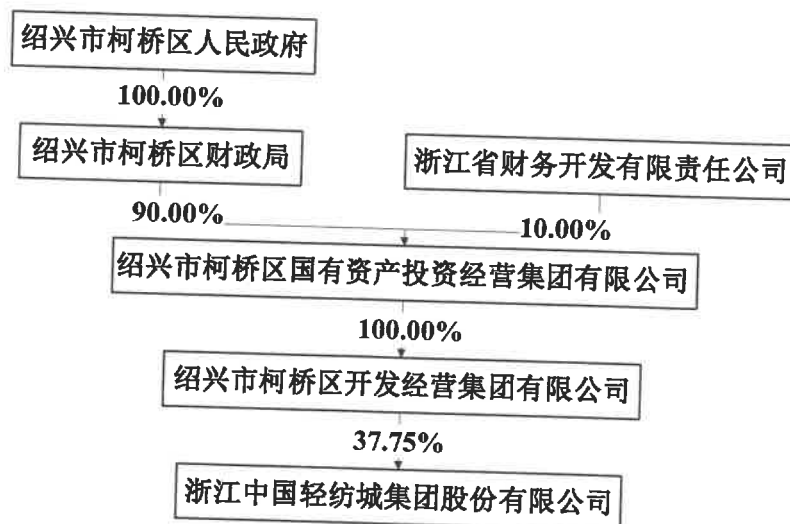 绍兴市柯桥区人民政府
100.00%
绍兴市柯桥区财政局
浙江省财务开发有限责任公司
90.00%
10.00%
绍兴市柯桥区国有资产投资经营集团有限公司
100.00%
绍兴市柯桥区开发经营集团有限公司
37.75%
浙江中国轻纺城集团股份有限公司